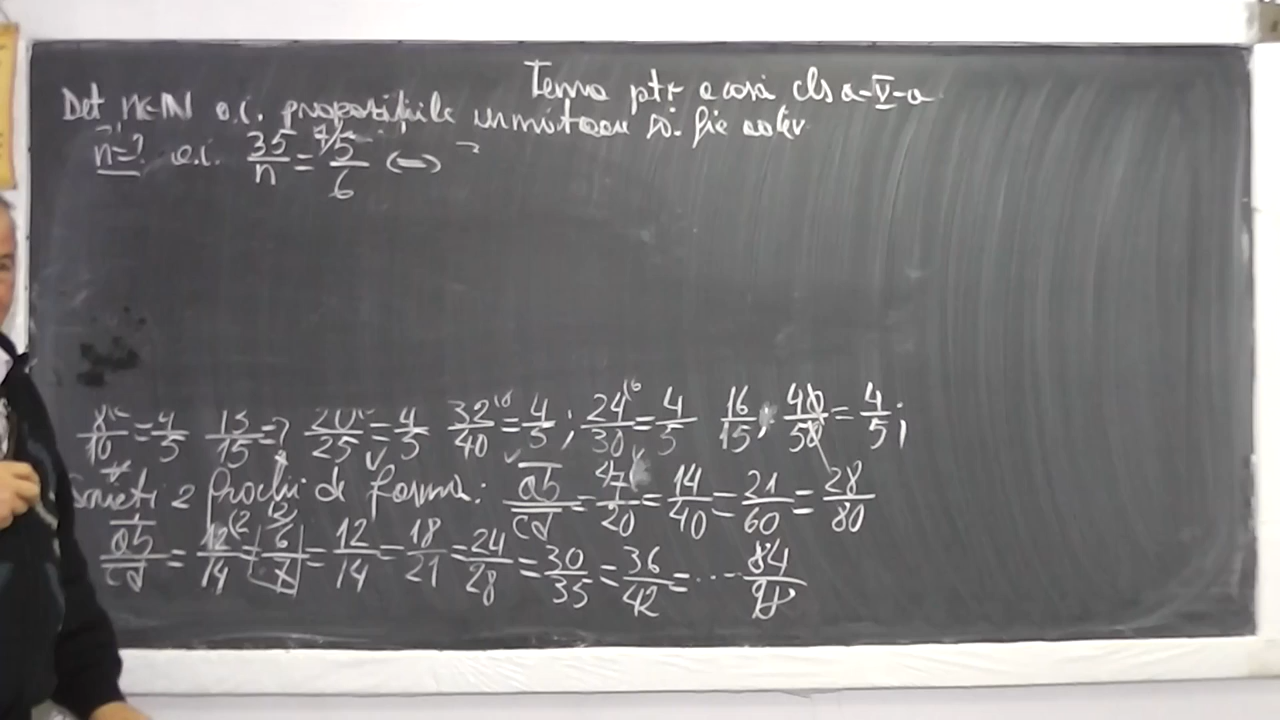 Tema ptr acasă cls a-V-a
Det n∈N a.i. propozițiile următoare să fie adev
n=? a.i. 35/n = 7/5/6 <=>
8/10 = 4/5 13/15 = ? 20/25 = 4/5 32/40 = 4/5 ; 24/30 = 4/5 16/15 ; 40/50 = 4/5 ;
2 fracții de forma: ab/cd = 7/20 = 14/40 = 21/60 = 28/80
ab/cd = 12/14 = 6/7 = 12/14 = 18/21 = 24/28 = 30/35 = 36/42 = ... 84/98